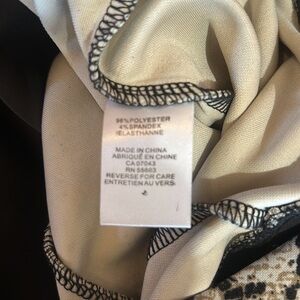 96%POLYESTER
4%SPANDEX
/ELASTHANNE
MADE IN CHINA
ABRIQUÉ EN CHINE
CA 07043
RN 55603
REVERSE FOR CARE
ENTRETIEN AU VERS